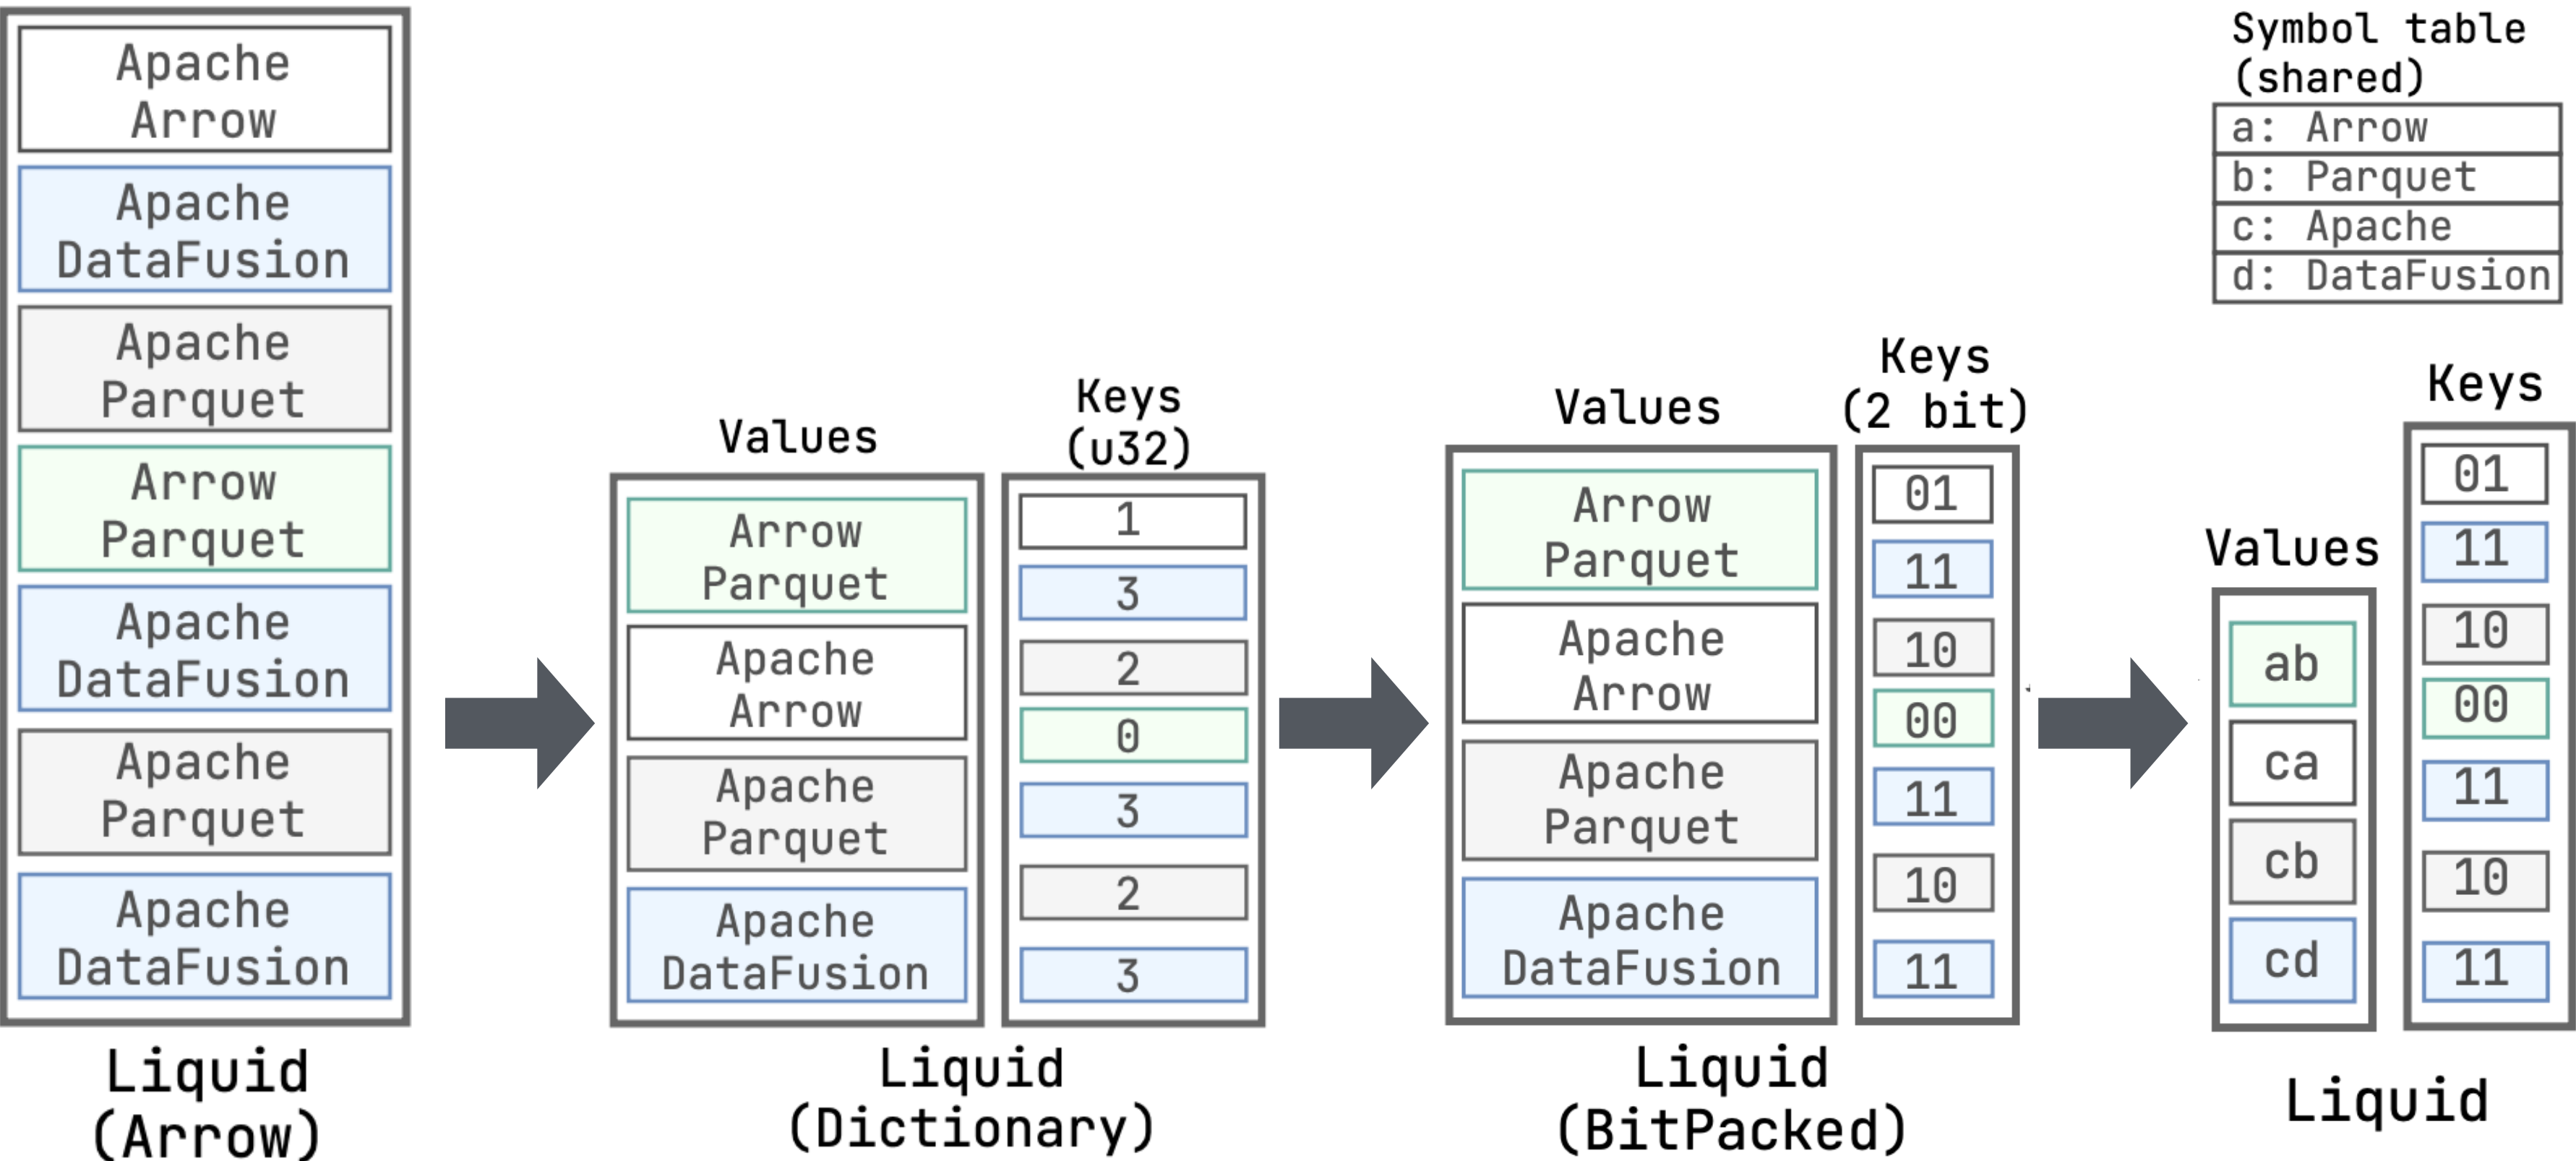 Apache
Arrow
Apache
DataFusion
Apache
Parquet
Arrow
Parquet
Apache
DataFusion
Apache
Parquet
Apache
DataFusion
Liquid
(Arrow)
Values
Arrow
Parquet
Apache
Arrow
Apache
Parquet
Apache
DataFusion
Keys
(u32)
1
3
2
0
3
2
3
Liquid
(Dictionary)
Values
Arrow
Parquet
Apache
Arrow
Apache
Parquet
Apache
DataFusion
Keys
(2 bit)
01
11
10
00
11
10
11
Liquid
(BitPacked)
Symbol table
(shared)
a: Arrow
b: Parquet
c: Apache
d: DataFusion
Values
ab
ca
cb
cd
Keys
01
11
10
00
11
10
11
Liquid